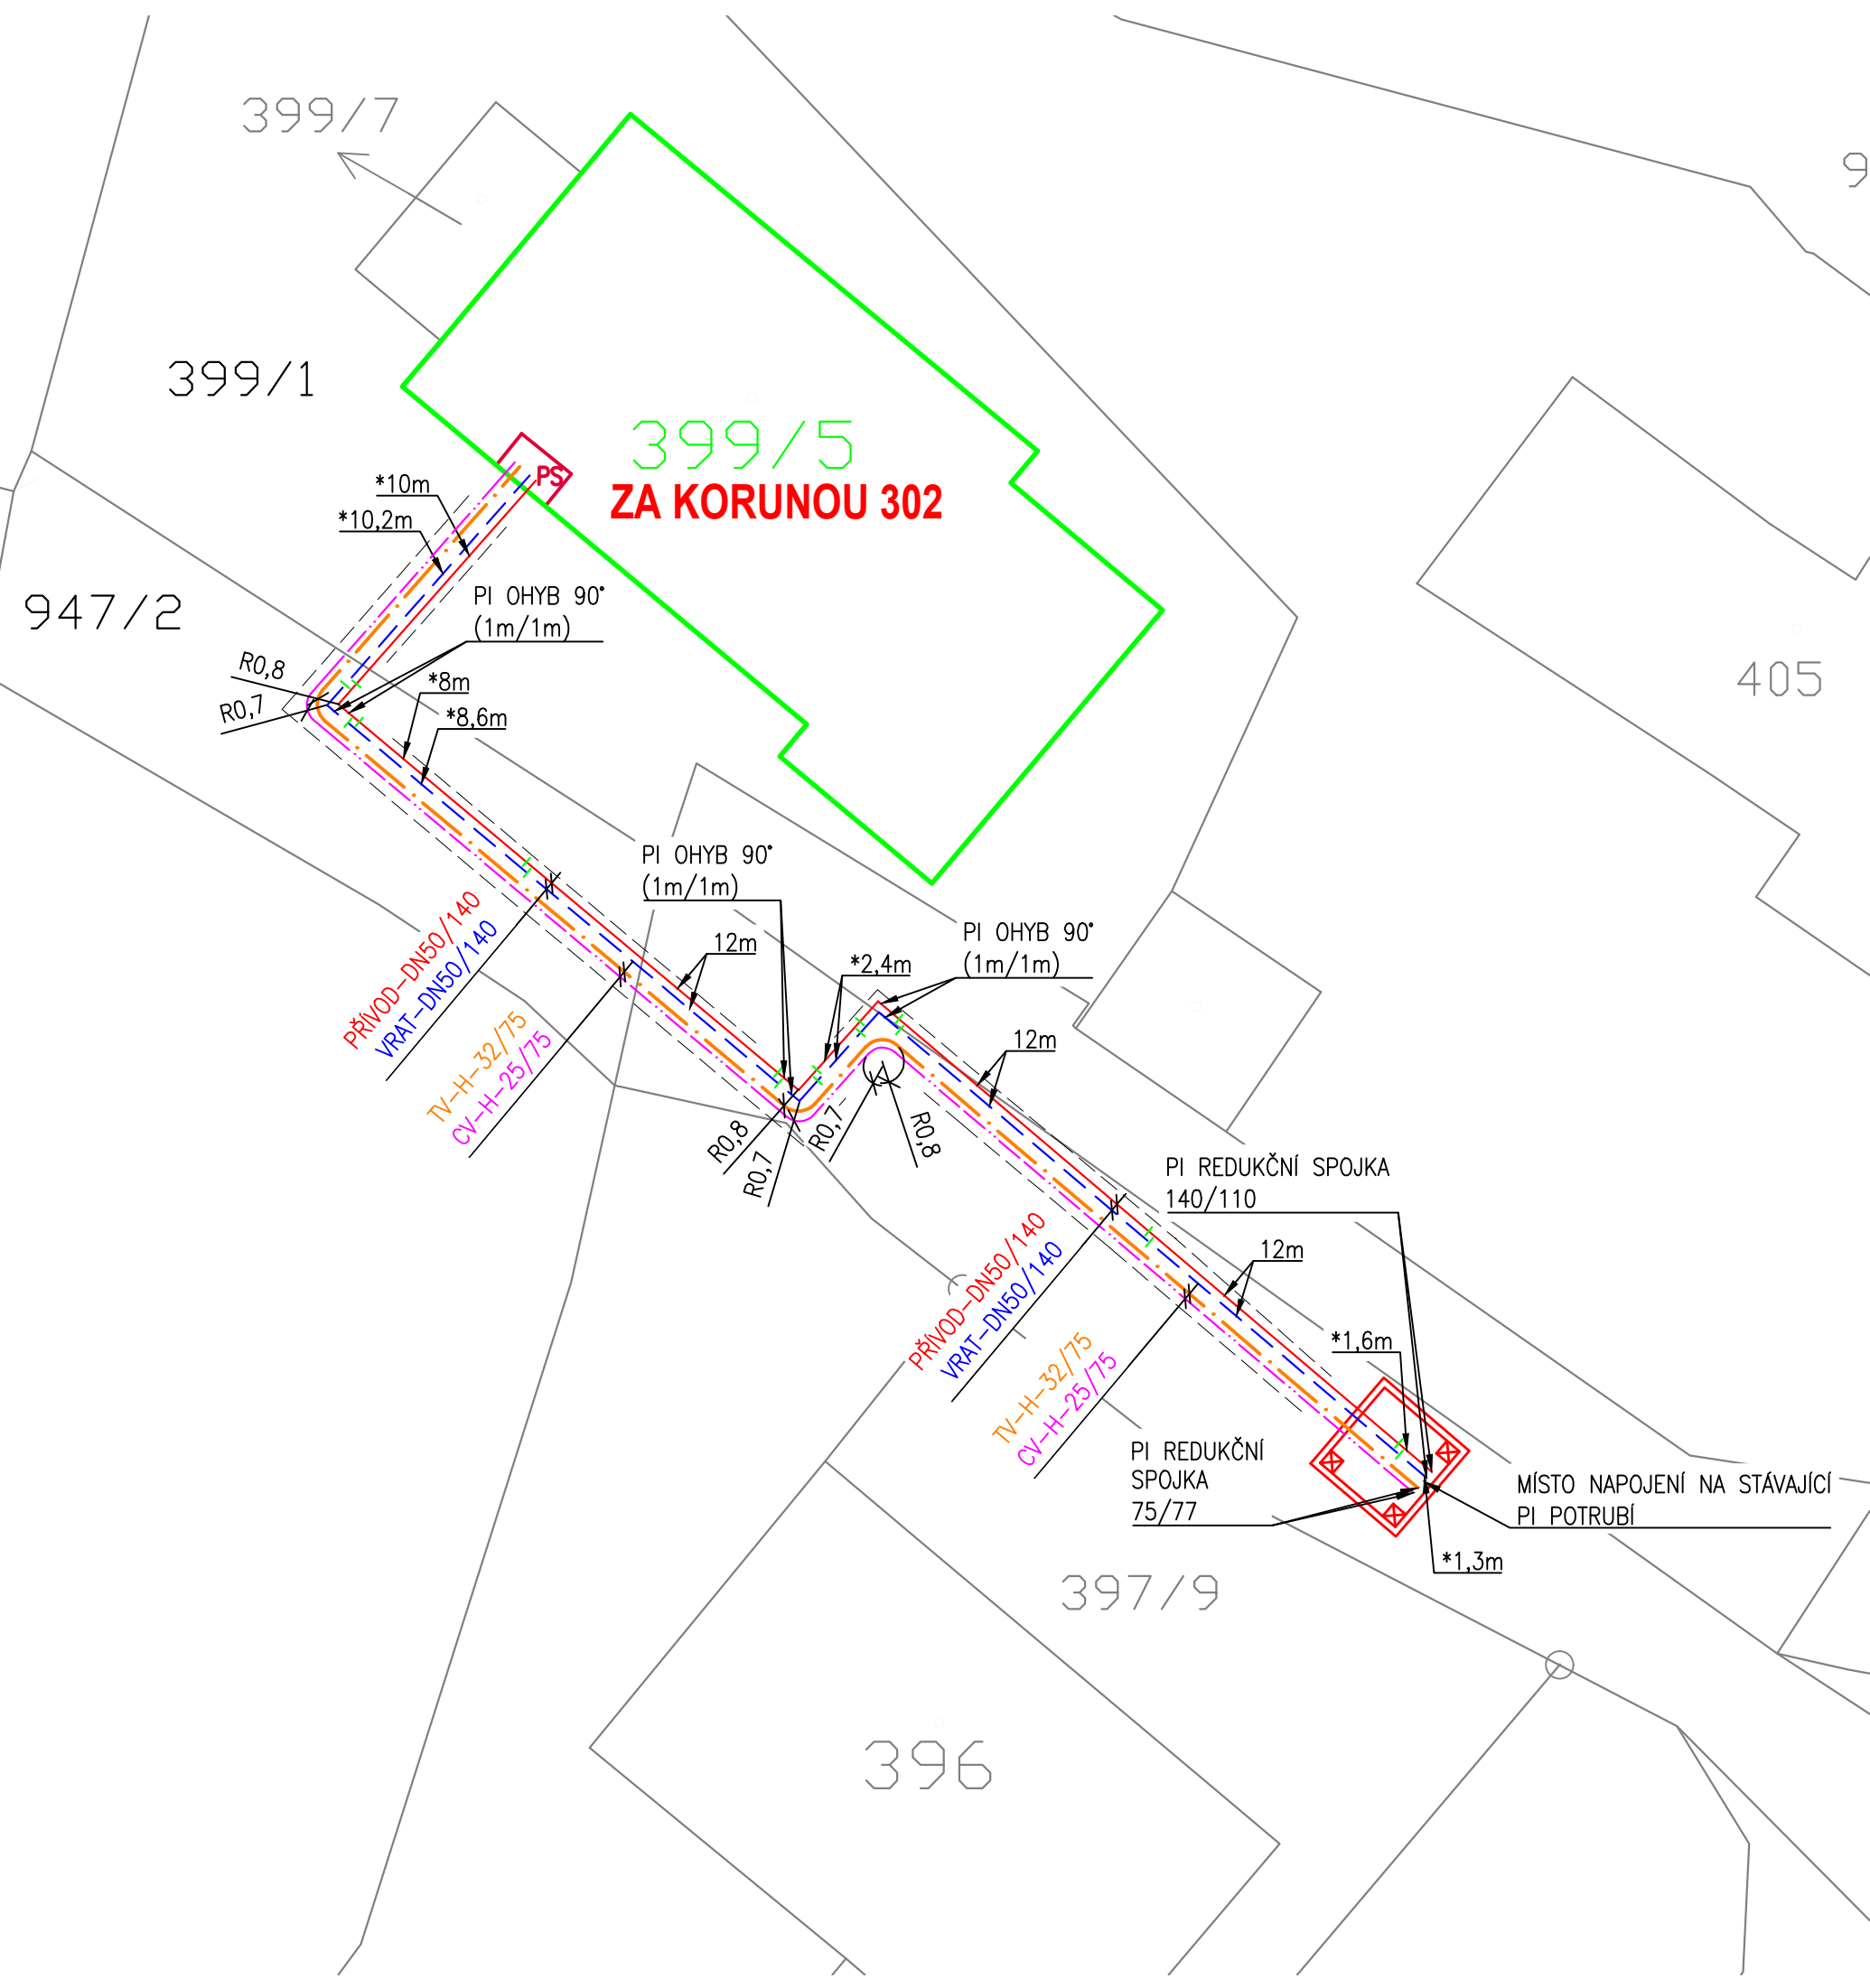 399/7
9
399/1
399/5
ZA KORUNOU 302
PS
*10m
*10,2m
947/2
PI OHYB 90°
(1m/1m)
R0,8
R0,7
*8m
*8,6m
405
PI OHYB 90°
(1m/1m)
PŘÍVOD-DN50/140
VRAT-DN50/140
12m
*2,4m
PI OHYB 90°
(1m/1m)
TV-H-32/75
CV-H-25/75
12m
R0,8
R0,7
R0,7
R0,8
PI REDUKČNÍ SPOJKA
140/110
PŘÍVOD-DN50/140
VRAT-DN50/140
12m
*1,6m
TV-H-32/75
CV-H-25/75
PI REDUKČNÍ
SPOJKA
75/77
MÍSTO NAPOJENÍ NA STÁVAJÍCÍ
PI POTRUBÍ
*1,3m
397/9
396